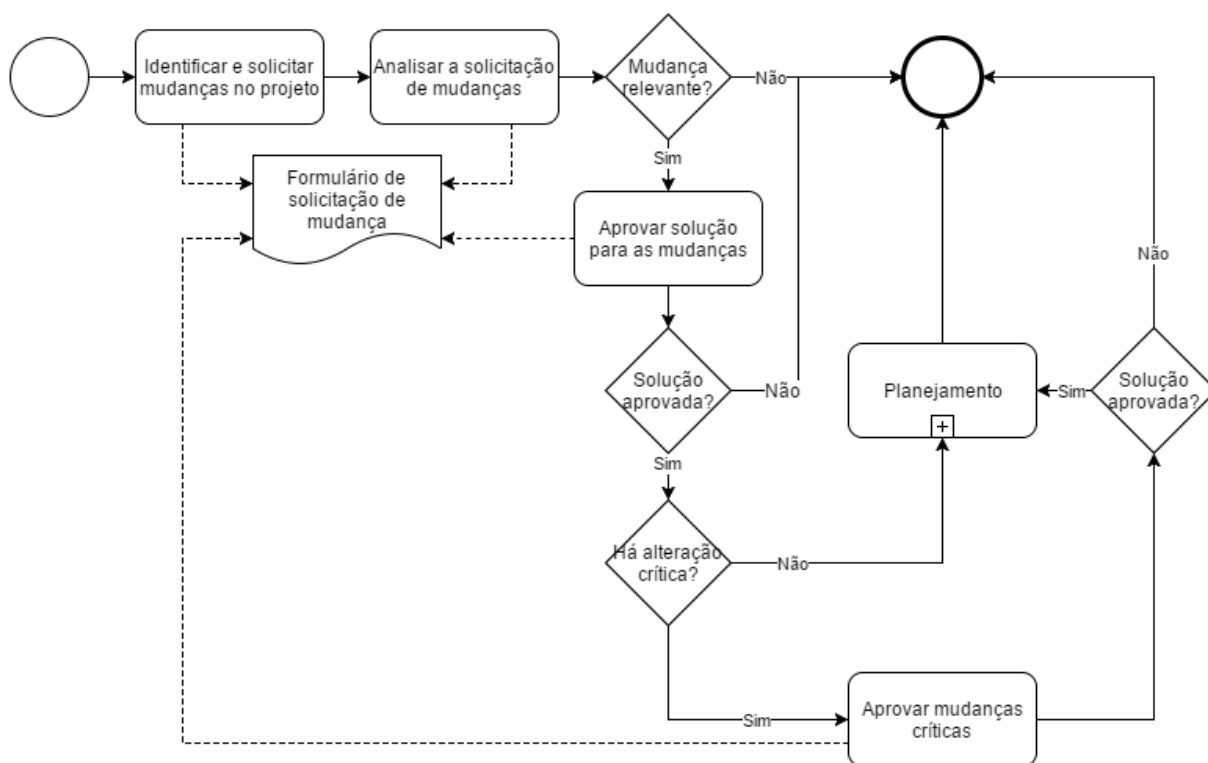 Identificar e solicitar
mudanças no projeto
Analisar a solicitação
de mudanças
Mudança
relevante?
Não
Sim
Formulário de
solicitação de
mudança
Aprovar solução
para as mudanças
Não
Solução
aprovada?
Não
Planejamento
+
Sim
Solução
aprovada?
Sim
Há alteração
crítica?
Não
Sim
Aprovar mudanças
críticas